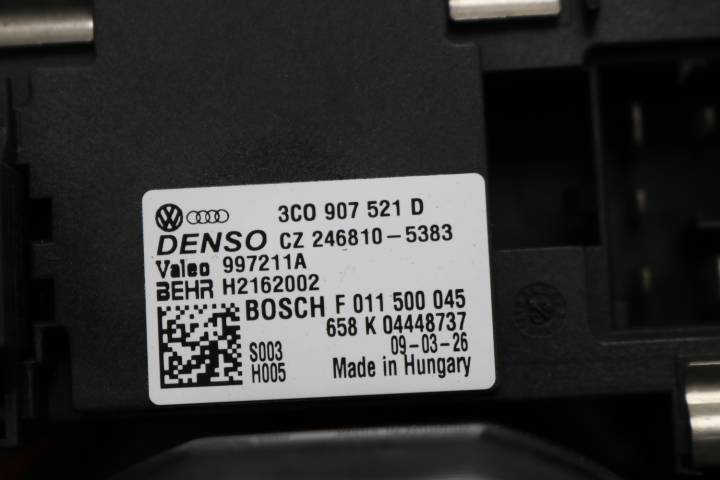 3C0 907 521 D
DENSO CZ 246810-5383
Valeo 997211A
BEHR H2162002
BOSCH F 011 500 045
658 K 04448737
S003 09-03-26
H005 Made in Hungary